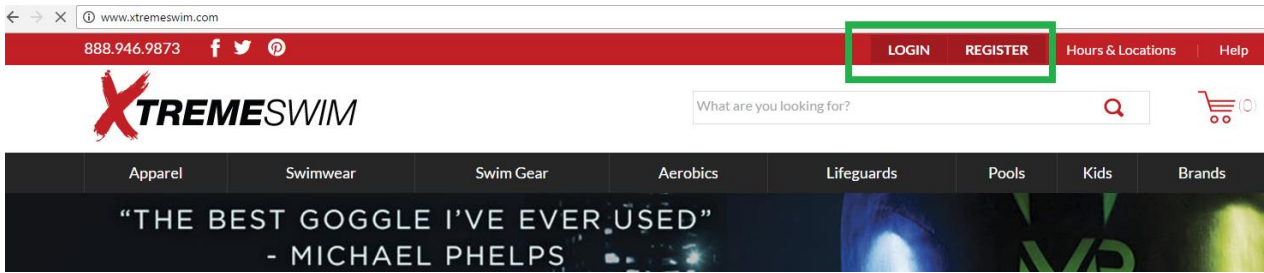 www.xtremeswim.com
888.946.9873 LOGIN REGISTER Hours & Locations | Help
XTREMESWIM
What are you looking for?
(0)
Apparel Swimwear Swim Gear Aerobics Lifeguards Pools Kids Brands
“THE BEST GOGGLE I’VE EVER USED”
- MICHAEL PHELPS
MP